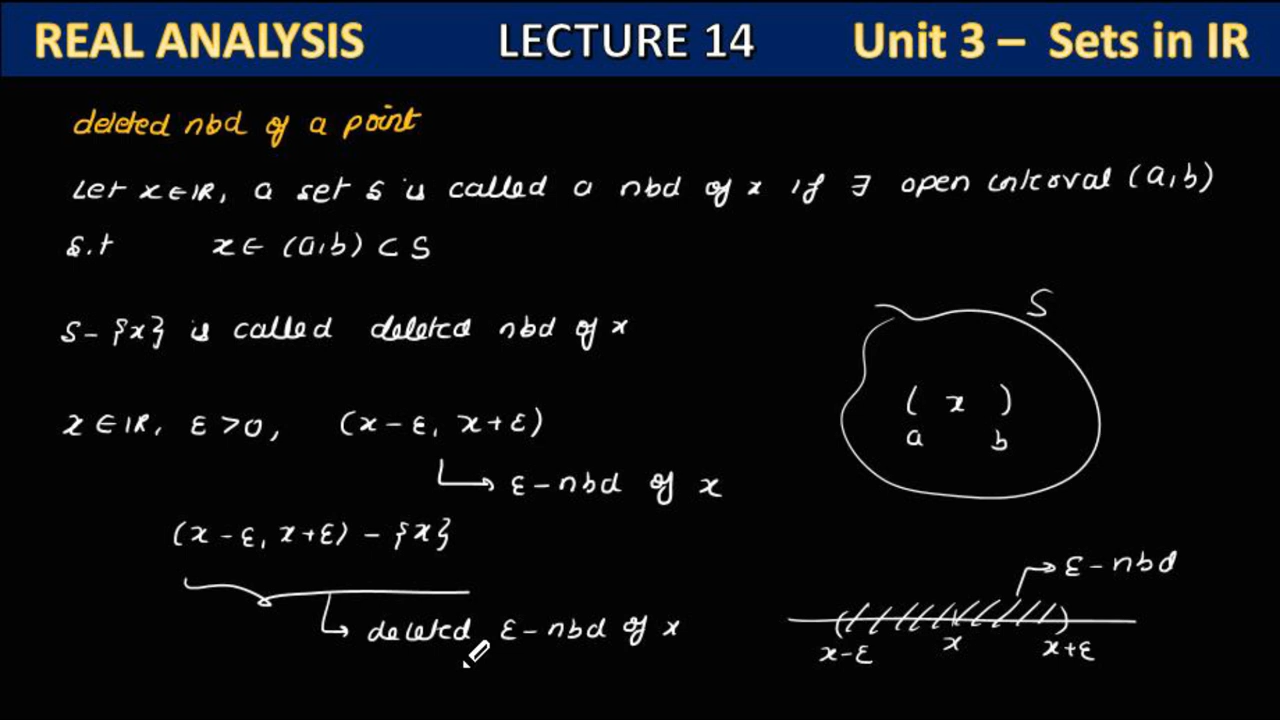 REAL ANALYSIS LECTURE 14 Unit 3 – Sets in IR
deleted nbd of a point
Let x ∈ IR, a set S is called a nbd of x if ∃ open interval (a,b)
s.t x ∈ (a,b) ⊂ S
S - {x} is called deleted nbd of x
x ∈ IR, ε > 0, (x - ε, x + ε)
ε - nbd of x
(x - ε, x + ε) - {x}
deleted ε - nbd of x
S
( x )
a b
ε - nbd
x-ε x x+ε